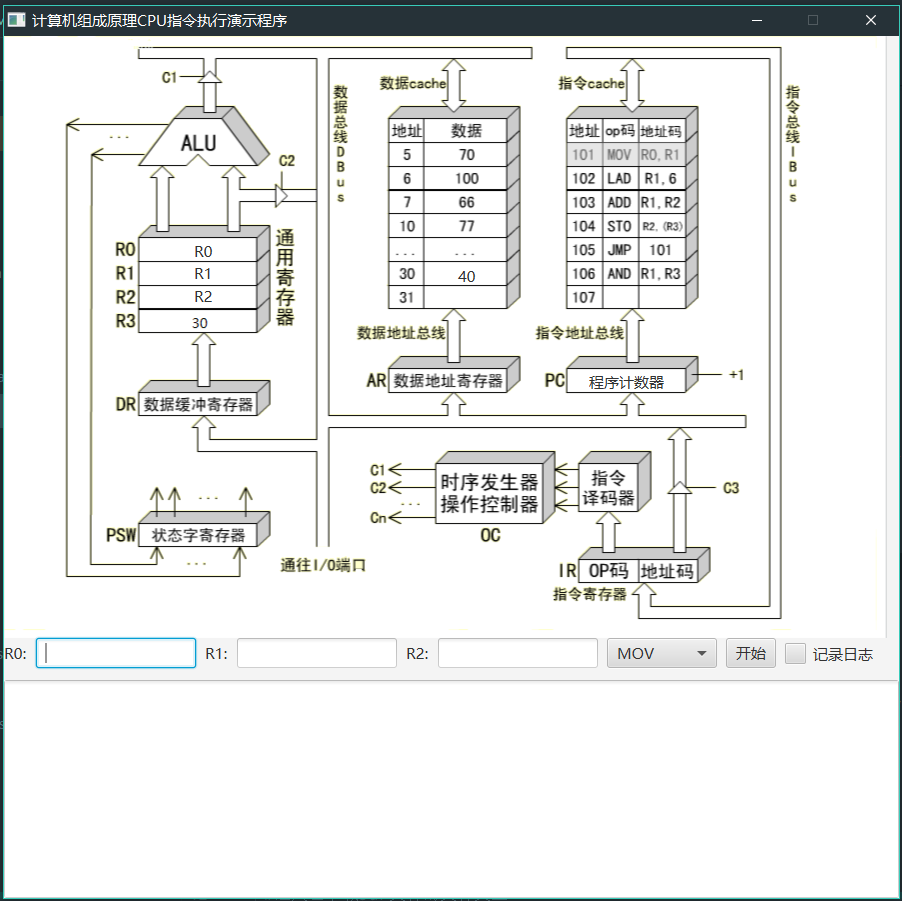 计算机组成原理CPU指令执行演示程序
C1
数据cache
指令cache
数据总线DBus
指令总线IBus
ALU
...
C2
地址 数据
5 70
6 100
7 66
10 77
... ...
30 40
31
地址 op码 地址码
101 MOV R0,R1
102 LAD R1,6
103 ADD R1,R2
104 STO R2,(R3)
105 JMP 101
106 AND R1,R3
107
通用寄存器
R0 R0
R1 R1
R2 R2
R3 30
数据地址总线
指令地址总线
AR 数据地址寄存器
PC 程序计数器
+1
DR 数据缓冲寄存器
C1
C2
...
Cn
时序发生器
操作控制器
OC
指令
译码器
C3
...
PSW 状态字寄存器
...
通往I/O端口
IR OP码 地址码
指令寄存器
R0: R1: R2: MOV 开始 记录日志